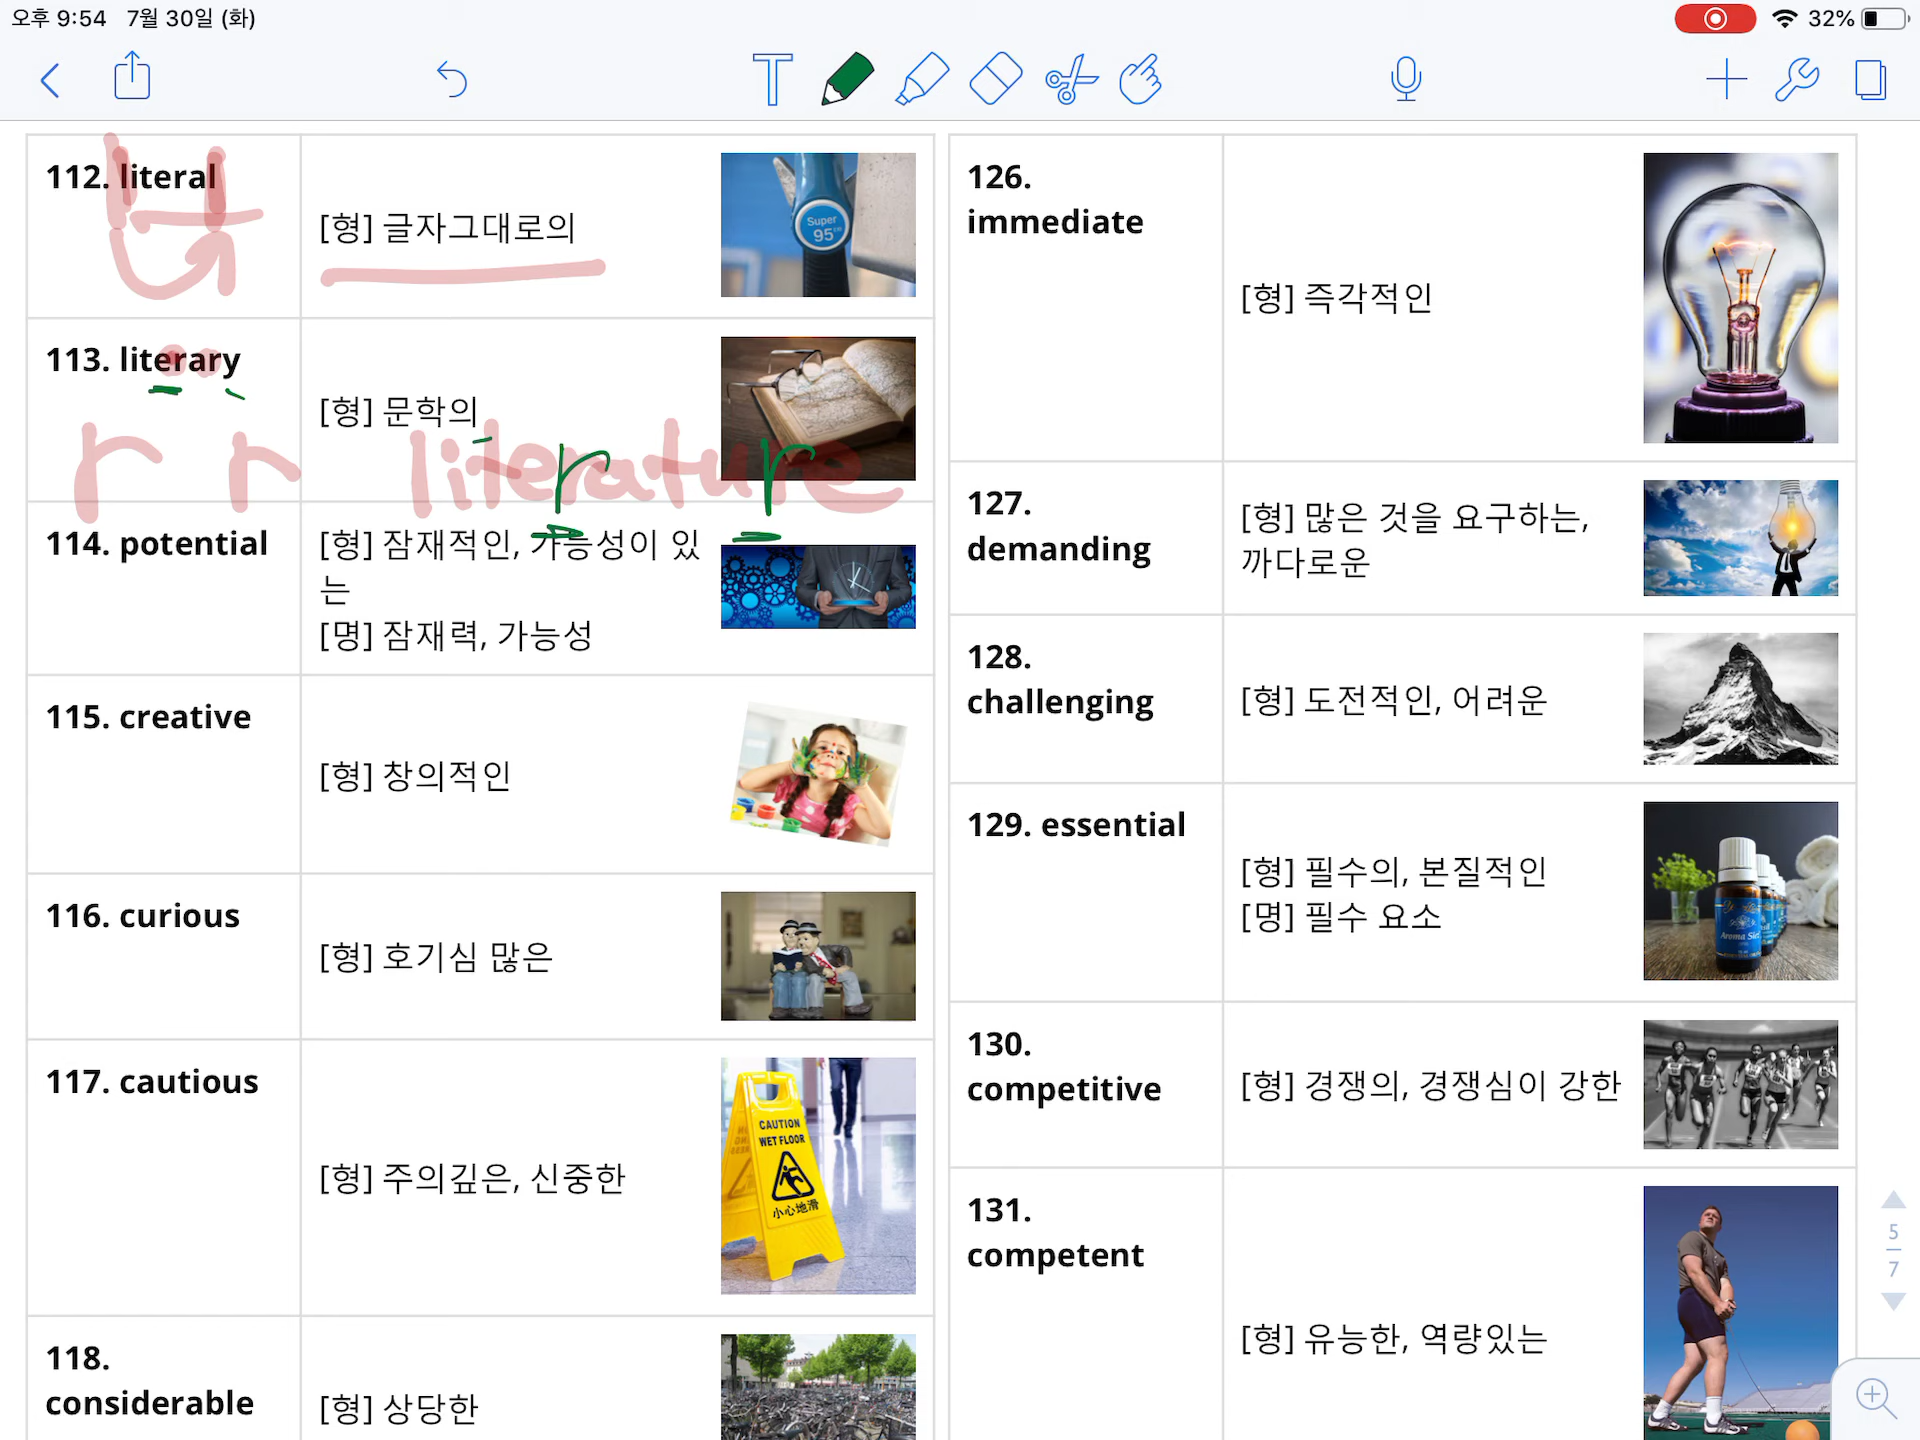 오후 9:54 7월 30일 (화)
32%
T
112. literal
[형] 글자그대로의
Super
95
113. literary
[형] 문학의
r r literature
r r
114. potential
[형] 잠재적인, 가능성이 있
는
[명] 잠재력, 가능성
115. creative
[형] 창의적인
116. curious
[형] 호기심 많은
117. cautious
[형] 주의깊은, 신중한
CAUTION
WET FLOOR
小心地滑
118.
considerable
[형] 상당한
126.
immediate
[형] 즉각적인
127.
demanding
[형] 많은 것을 요구하는,
까다로운
128.
challenging
[형] 도전적인, 어려운
129. essential
[형] 필수의, 본질적인
[명] 필수 요소
130.
competitive
[형] 경쟁의, 경쟁심이 강한
131.
competent
[형] 유능한, 역량있는
5
7